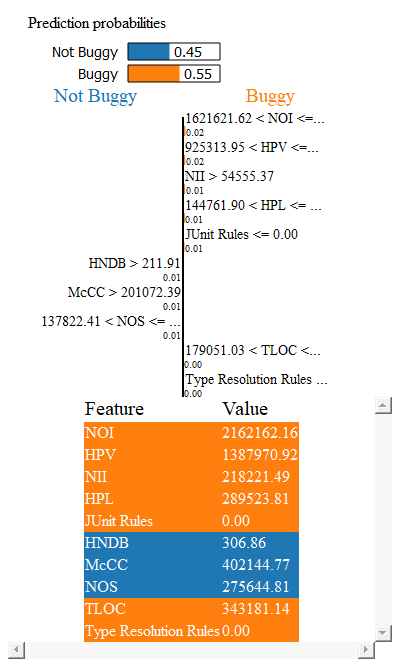 Prediction probabilities
Not Buggy 0.45
Buggy 0.55
Not Buggy Buggy
1621621.62 < NOI <=...
0.02
925313.95 < HPV <=...
0.02
NII > 54555.37
0.01
144761.90 < HPL <= ...
0.01
JUnit Rules <= 0.00
0.01
HNDB > 211.91
0.01
McCC > 201072.39
0.01
137822.41 < NOS <= ...
0.01
179051.03 < TLOC <...
0.00
Type Resolution Rules ...
0.00
Feature Value
NOI 2162162.16
HPV 1387970.92
NII 218221.49
HPL 289523.81
JUnit Rules 0.00
HNDB 306.86
McCC 402144.77
NOS 275644.81
TLOC 343181.14
Type Resolution Rules 0.00